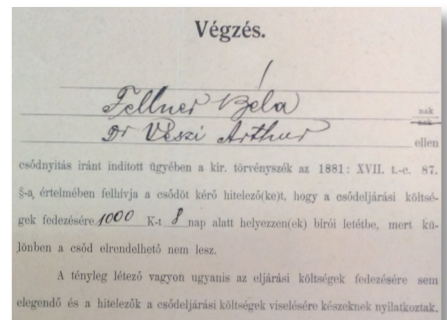 Végzés.
Fellner Béla nak
Dr Vészi Arthur nak ellen
csődnyitás iránt inditott ügyében a kir. törvényszék az 1881: XVII. t.-c. 87.
§-a, értelmében felhivja a csődöt kérő hitelező(ke)t, hogy a csődeljárási költsé-
gek fedezésére 1000 K-t 8 nap alatt helyezzen(ek) birói letétbe, mert kü-
lönben a csőd elrendelhető nem lesz.
A tényleg létező vagyon ugyanis az eljárási költségek fedezésére sem
elegendő és a hitelezők a csődeljárási költségek viselésére készeknek nyilatkoztak.